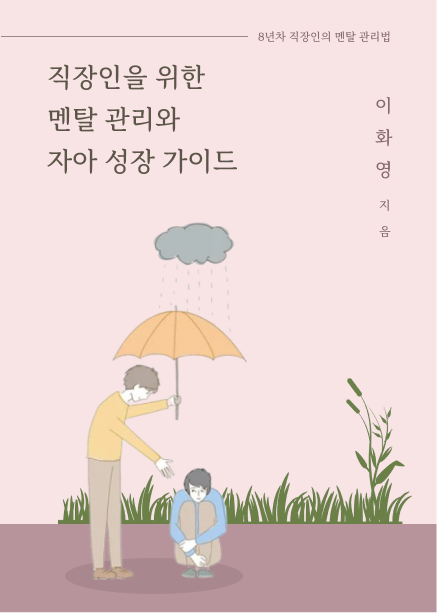 8년차 직장인의 멘탈 관리법
직장인을 위한
멘탈 관리와
자아 성장 가이드
이
화
영
지
음